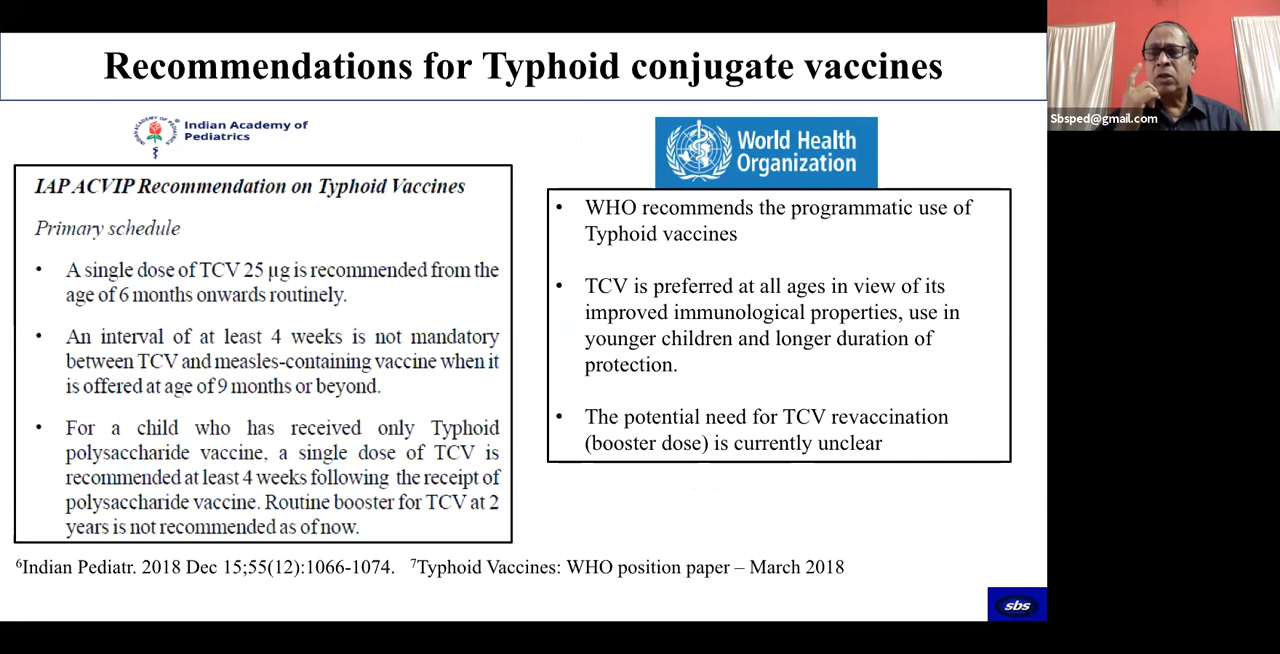 Recommendations for Typhoid conjugate vaccines
Sbsped@gmail.com
Indian Academy of
Pediatrics
World Health
Organization
IAP ACVIP Recommendation on Typhoid Vaccines
Primary schedule
• A single dose of TCV 25 µg is recommended from the
age of 6 months onwards routinely.
• An interval of at least 4 weeks is not mandatory
between TCV and measles-containing vaccine when it
is offered at age of 9 months or beyond.
• For a child who has received only Typhoid
polysaccharide vaccine, a single dose of TCV is
recommended at least 4 weeks following the receipt of
polysaccharide vaccine. Routine booster for TCV at 2
years is not recommended as of now.
• WHO recommends the programmatic use of
Typhoid vaccines
• TCV is preferred at all ages in view of its
improved immunological properties, use in
younger children and longer duration of
protection.
• The potential need for TCV revaccination
(booster dose) is currently unclear
⁶Indian Pediatr. 2018 Dec 15;55(12):1066-1074. ⁷Typhoid Vaccines: WHO position paper – March 2018
sbs